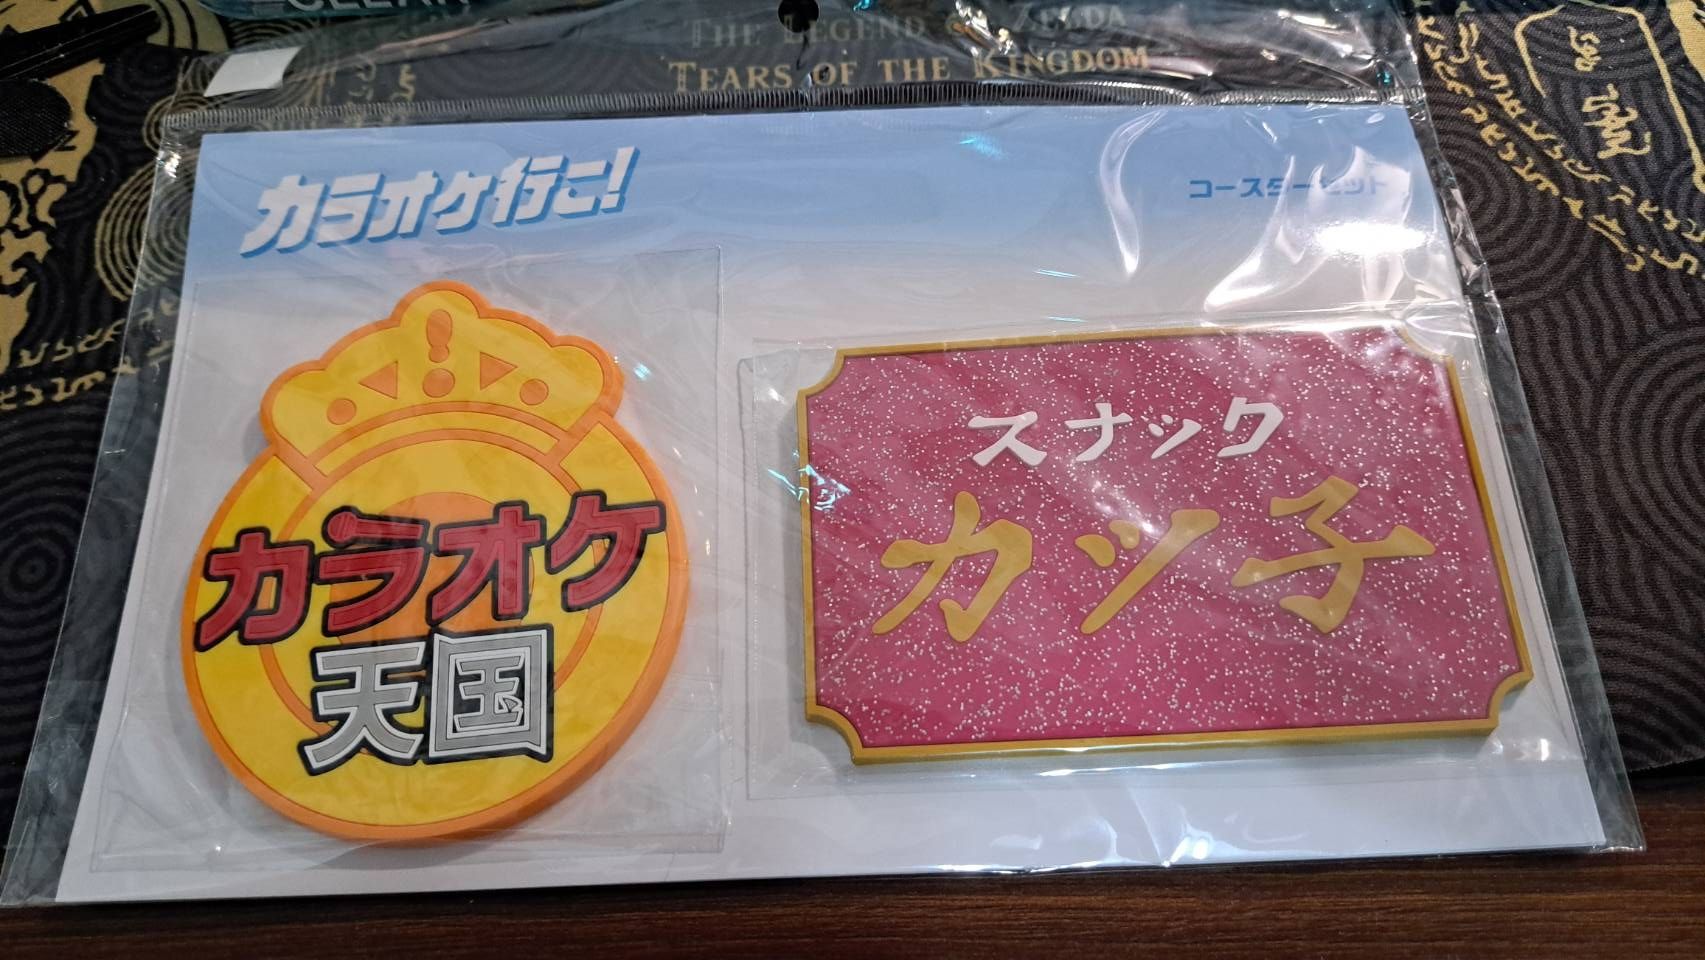 CLEAR
THE LEGEND OF ZELDA
TEARS OF THE KINGDOM
カラオケ行こ!
コースターセット
カラオケ
天国
スナック
カツ子